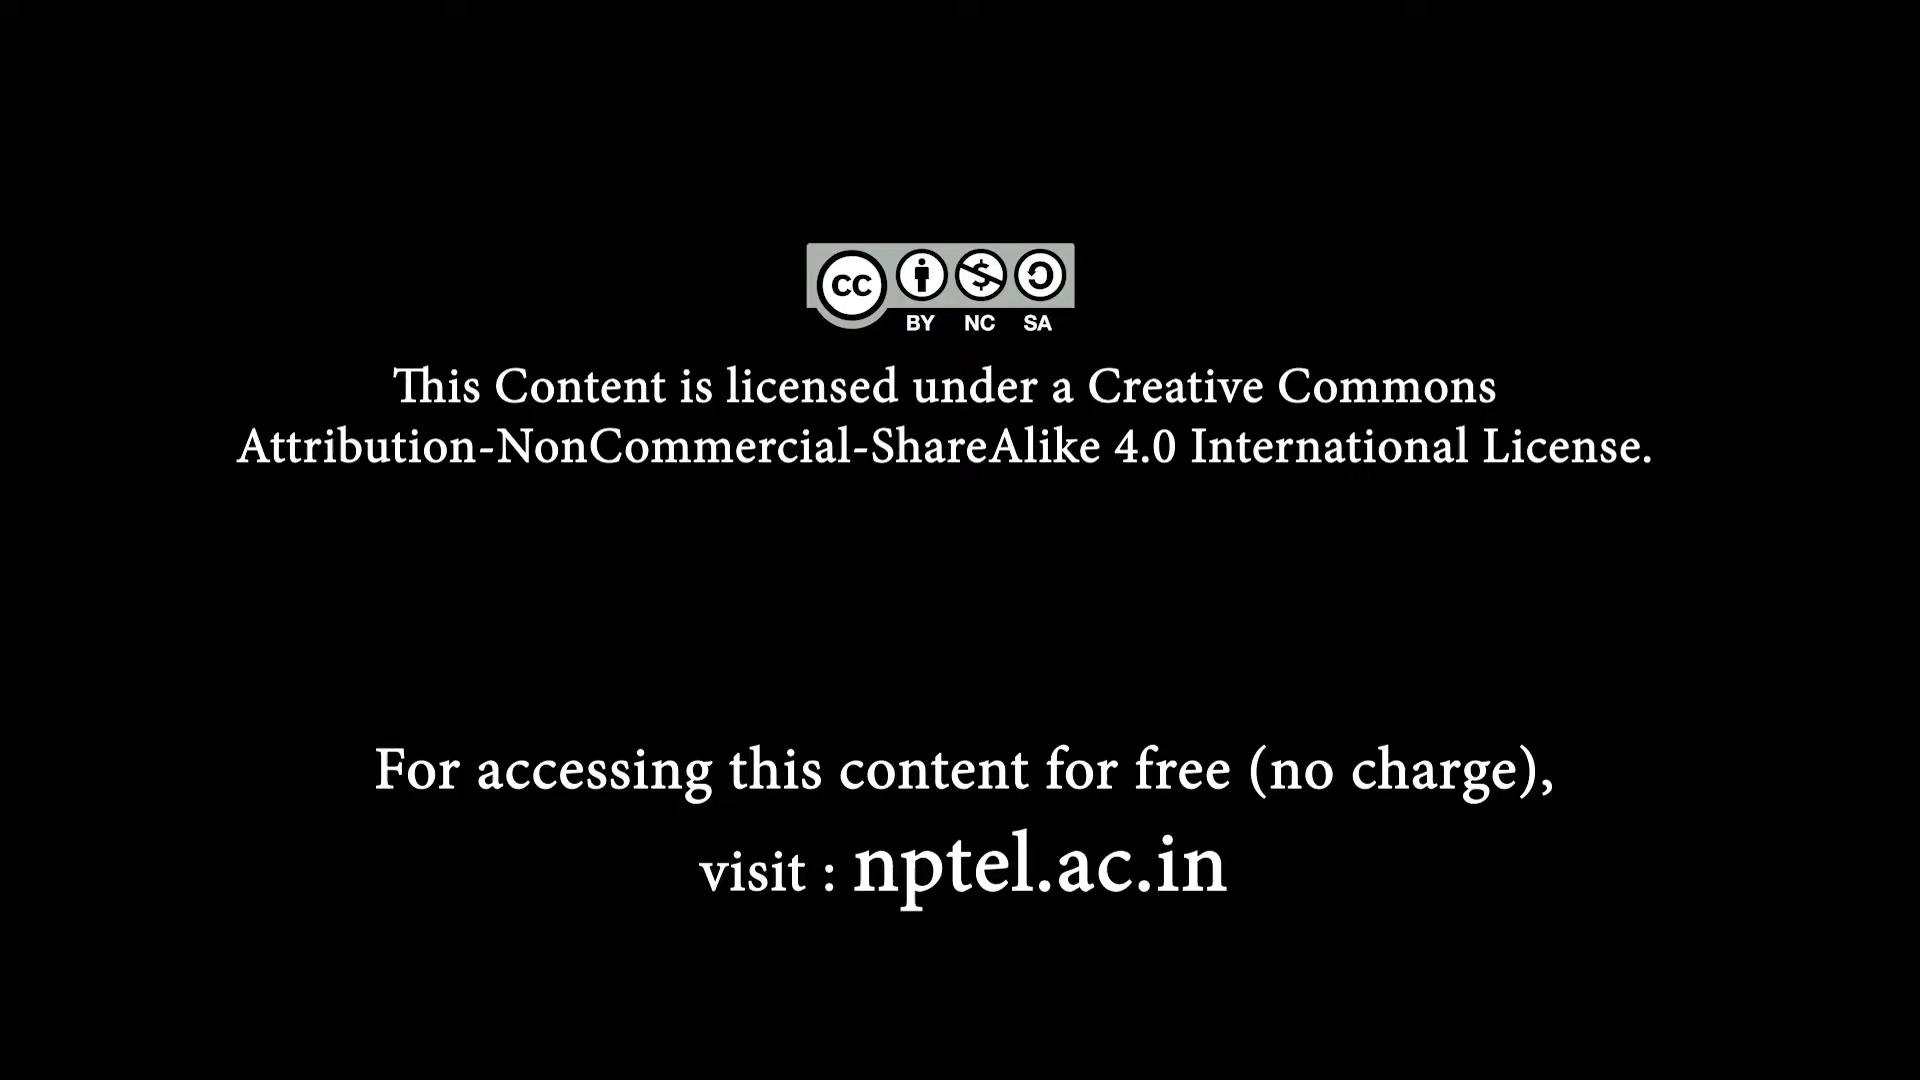 cc
BY NC SA
This Content is licensed under a Creative Commons
Attribution-NonCommercial-ShareAlike 4.0 International License.
For accessing this content for free (no charge),
visit : nptel.ac.in